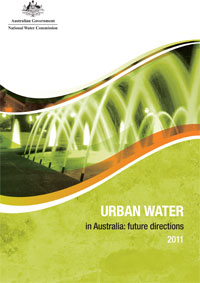 Australian Government
National Water Commission
URBAN WATER
in Australia: future directions
2011